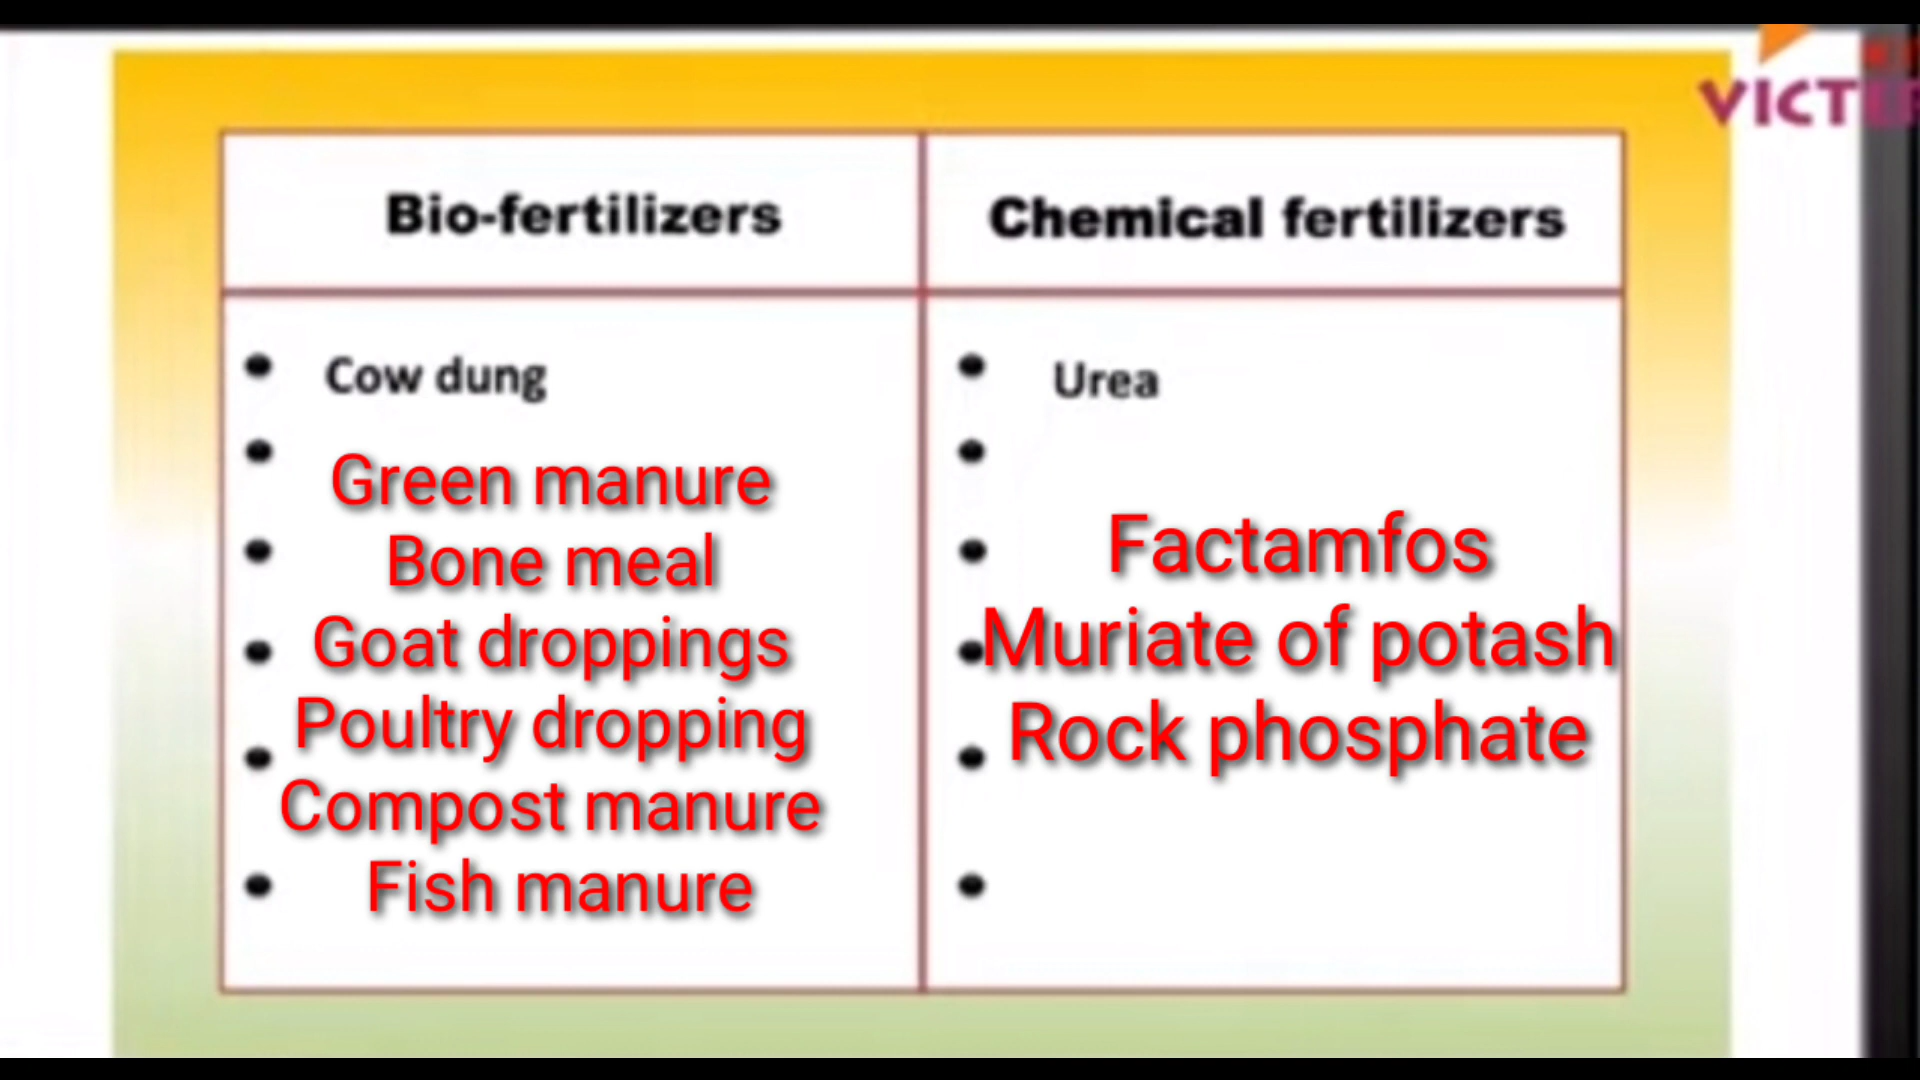 VICTE
Bio-fertilizers
Chemical fertilizers
Cow dung
Green manure
Bone meal
Goat droppings
Poultry dropping
Compost manure
Fish manure
Urea
Factamfos
Muriate of potash
Rock phosphate